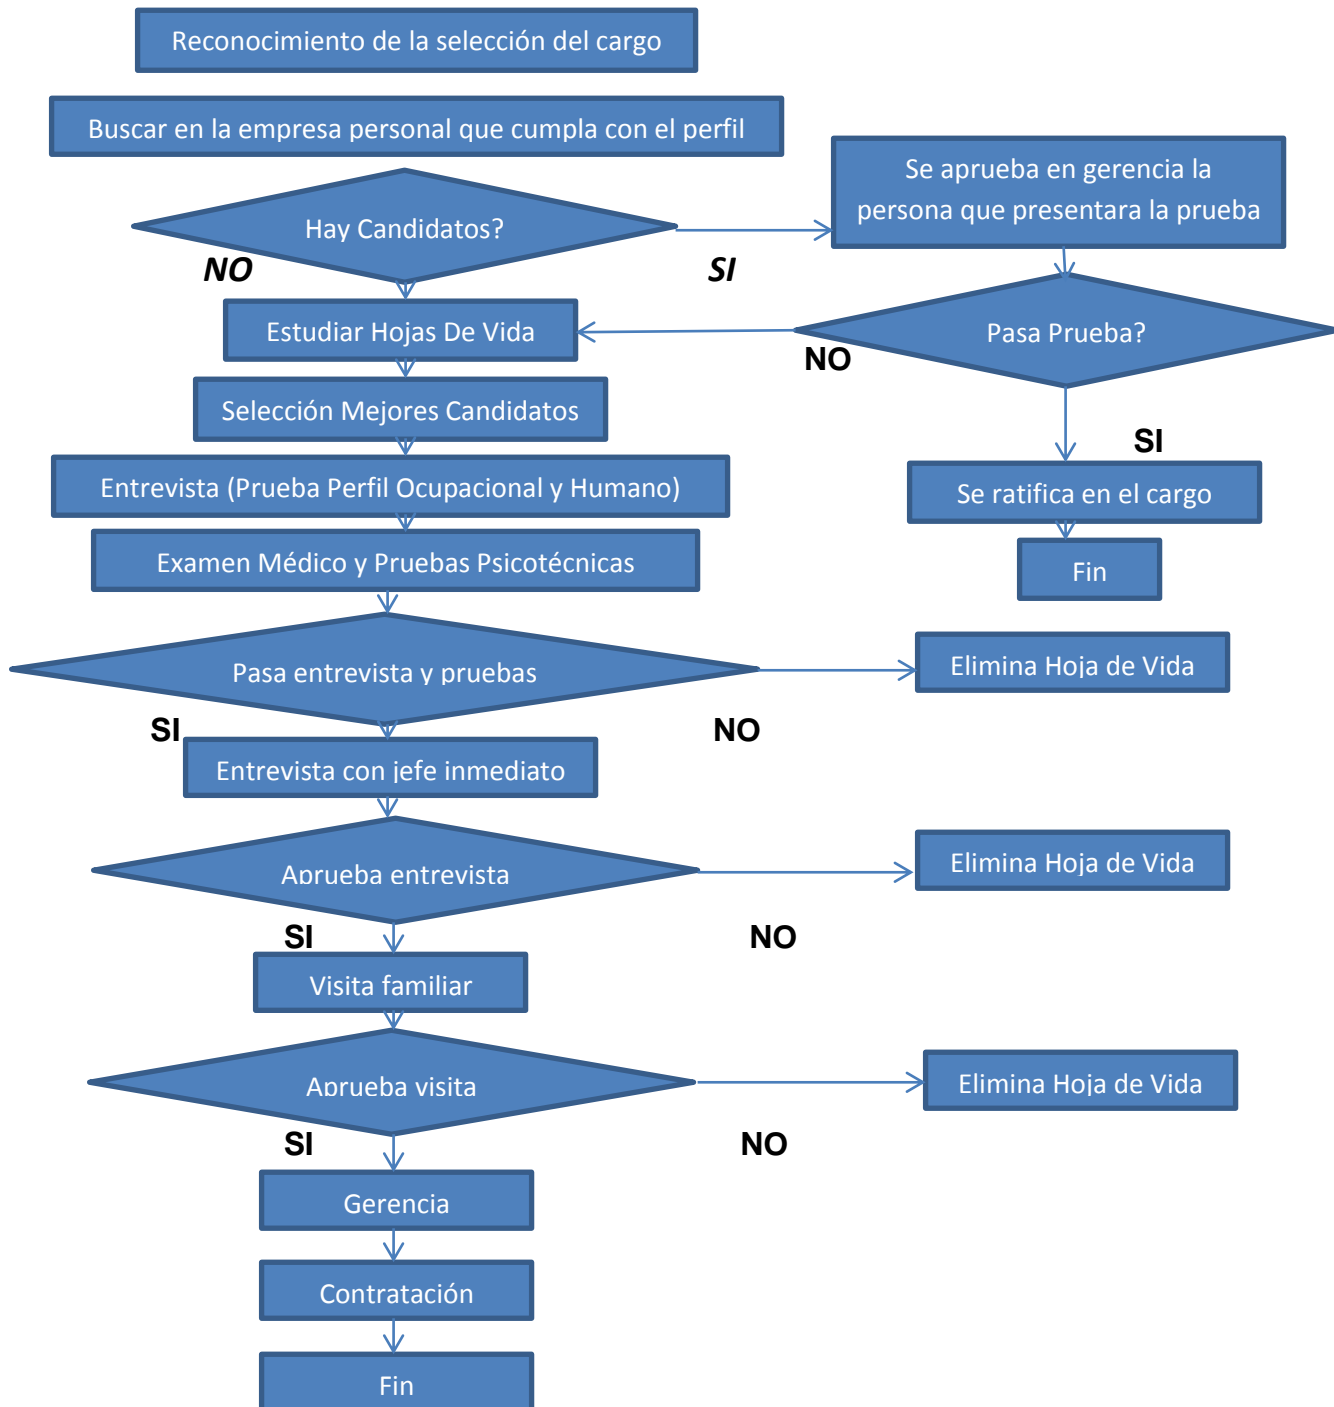 Reconocimiento de la selección del cargo
Buscar en la empresa personal que cumpla con el perfil
Se aprueba en gerencia la
persona que presentara la prueba
Hay Candidatos?
NO
SI
Estudiar Hojas De Vida
Pasa Prueba?
NO
Selección Mejores Candidatos
SI
Entrevista (Prueba Perfil Ocupacional y Humano)
Se ratifica en el cargo
Examen Médico y Pruebas Psicotécnicas
Fin
Pasa entrevista y pruebas
Elimina Hoja de Vida
SI
NO
Entrevista con jefe inmediato
Aprueba entrevista
Elimina Hoja de Vida
SI
NO
Visita familiar
Aprueba visita
Elimina Hoja de Vida
SI
NO
Gerencia
Contratación
Fin